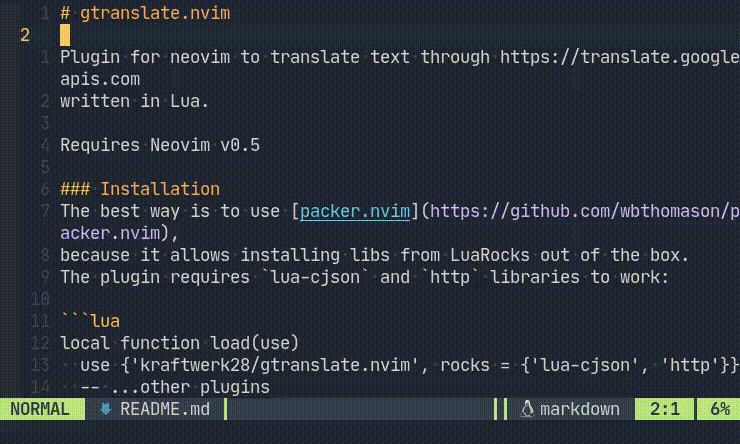 1 # gtranslate.nvim
2
1 Plugin for neovim to translate text through https://translate.google
apis.com
2 written in Lua.
3
4 Requires Neovim v0.5
5
6 ### Installation
7 The best way is to use [packer.nvim](https://github.com/wbthomason/p
acker.nvim),
8 because it allows installing libs from LuaRocks out of the box.
9 The plugin requires `lua-cjson` and `http` libraries to work:
10
11 ```lua
12 local function load(use)
13 use {'kraftwerk28/gtranslate.nvim', rocks = {'lua-cjson', 'http'}}
14 -- ...other plugins
NORMAL README.md markdown 2:1 6%